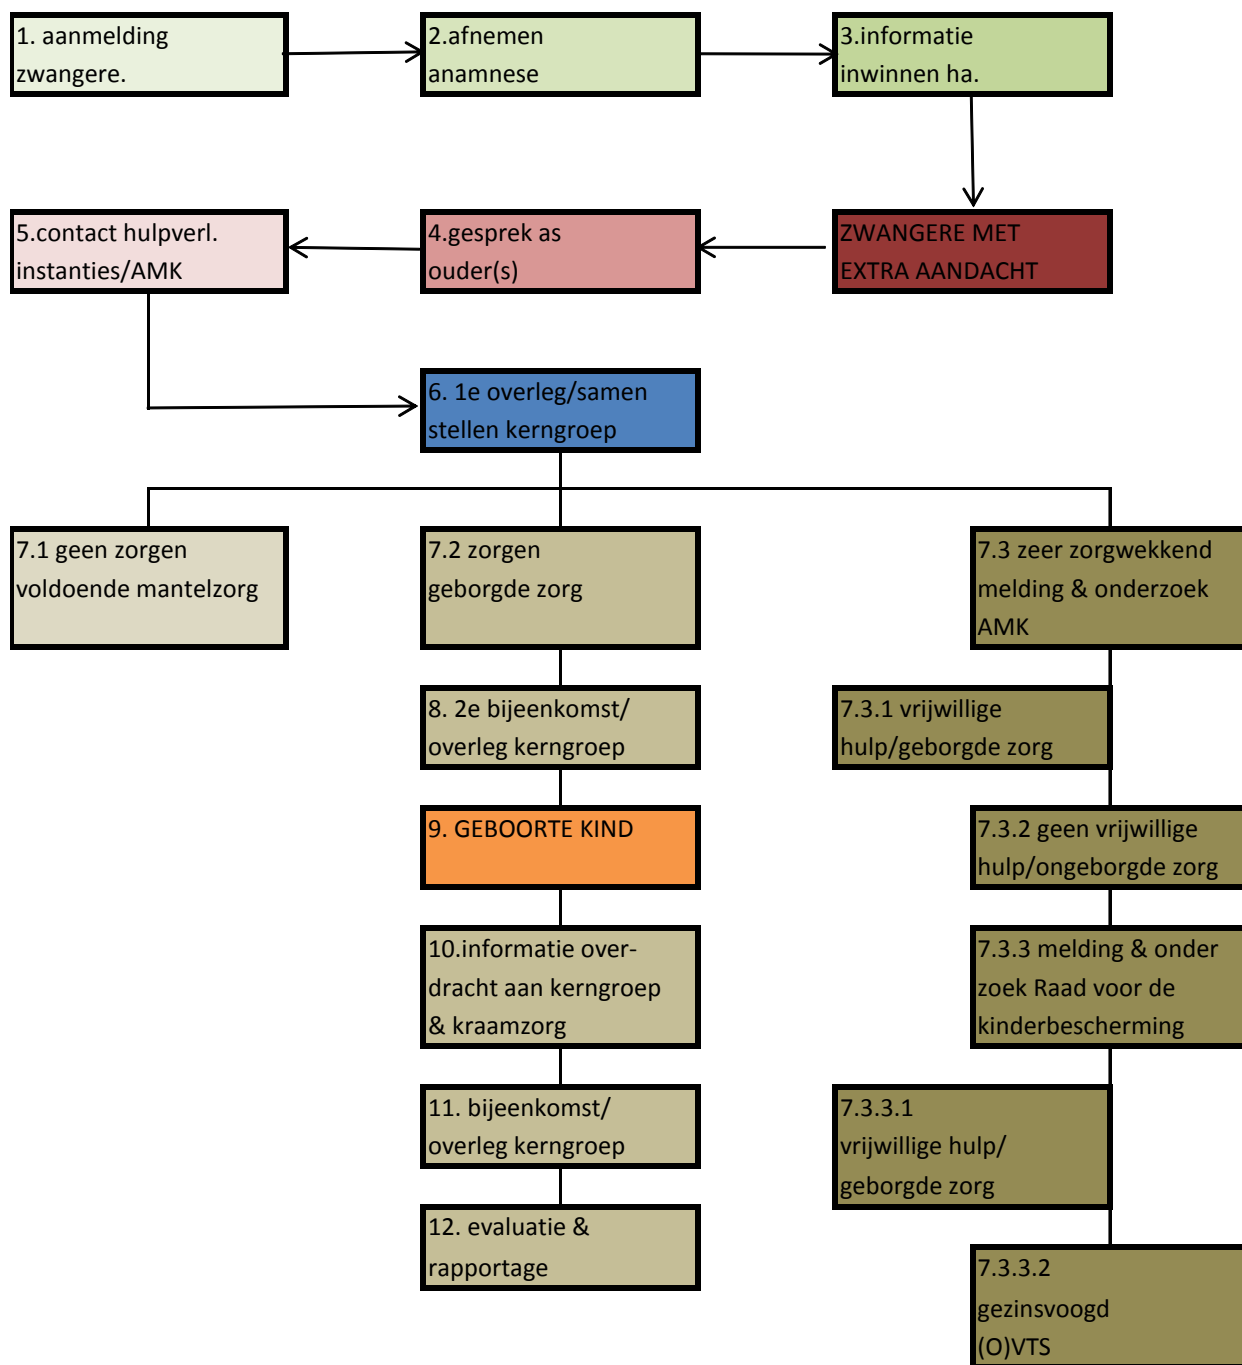 1. aanmelding
zwangere.
2.afnemen
anamnese
3.informatie
inwinnen ha.
ZWANGERE MET
EXTRA AANDACHT
4.gesprek as
ouder(s)
5.contact hulpverl.
instanties/AMK
6. 1e overleg/samen
stellen kerngroep
7.1 geen zorgen
voldoende mantelzorg
7.2 zorgen
geborgde zorg
7.3 zeer zorgwekkend
melding & onderzoek
AMK
8. 2e bijeenkomst/
overleg kerngroep
7.3.1 vrijwillige
hulp/geborgde zorg
9. GEBOORTE KIND
7.3.2 geen vrijwillige
hulp/ongeborgde zorg
10.informatie over-
dracht aan kerngroep
& kraamzorg
7.3.3 melding & onder
zoek Raad voor de
kinderbescherming
11. bijeenkomst/
overleg kerngroep
7.3.3.1
vrijwillige hulp/
geborgde zorg
12. evaluatie &
rapportage
7.3.3.2
gezinsvoogd
(O)VTS